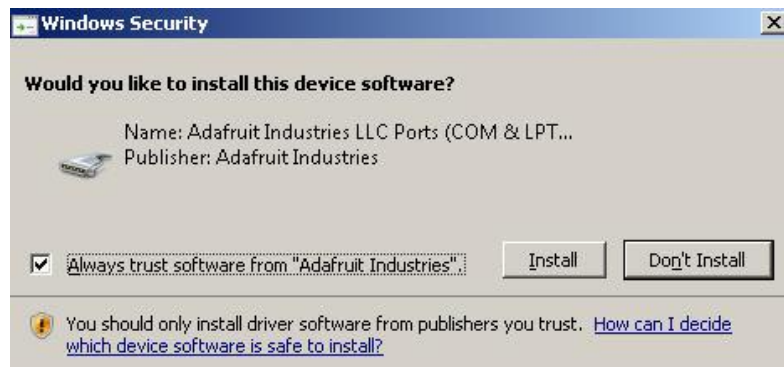 Windows Security
Would you like to install this device software?
Name: Adafruit Industries LLC Ports (COM & LPT...
Publisher: Adafruit Industries
Always trust software from "Adafruit Industries".
Install
Don't Install
You should only install driver software from publishers you trust. How can I decide
which device software is safe to install?